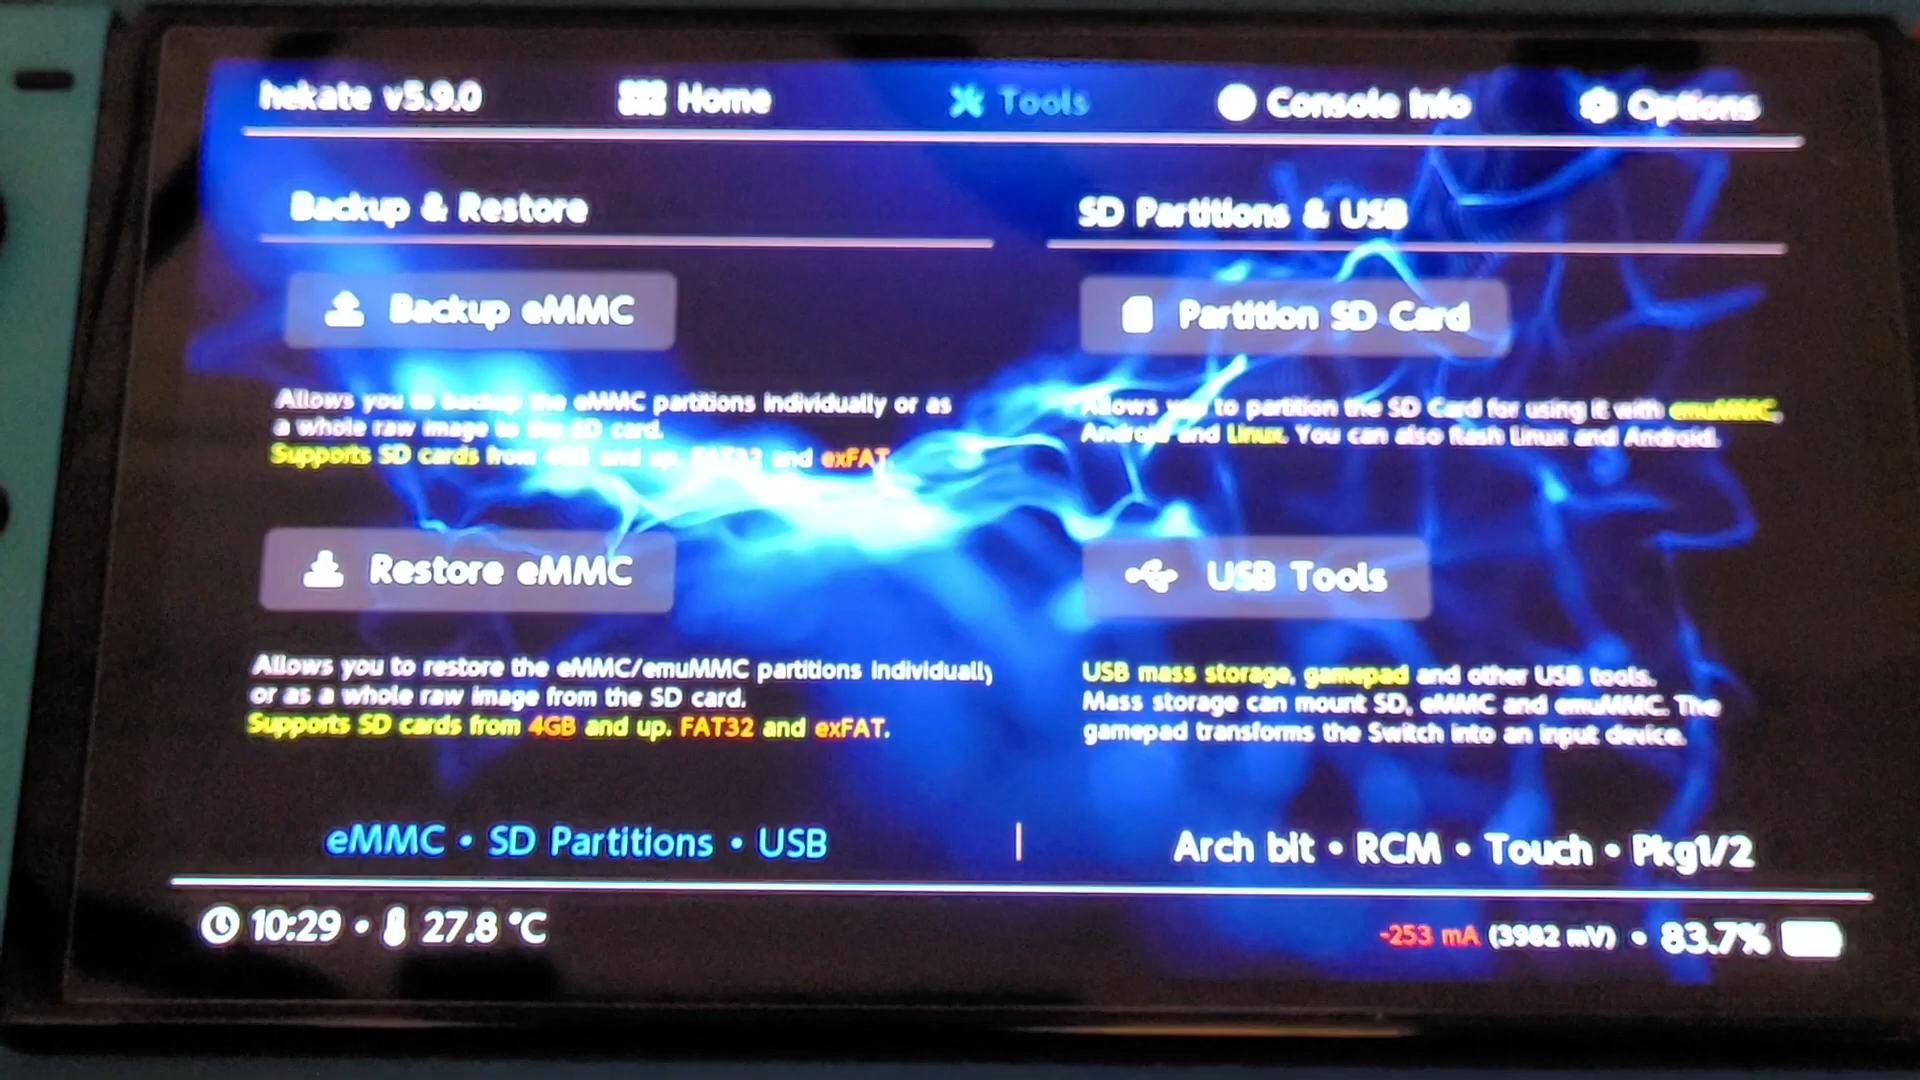 hekate v5.9.0
Home
Tools
Console Info
Options
Backup & Restore
Backup eMMC
Allows you to backup the eMMC partitions individually or as
a whole raw image to the SD card.
Supports SD cards from 4GB and up. FAT32 and exFAT.
Restore eMMC
Allows you to restore the eMMC/emuMMC partitions individually
or as a whole raw image from the SD card.
Supports SD cards from 4GB and up. FAT32 and exFAT.
SD Partitions & USB
Partition SD Card
Allows you to partition the SD Card for using it with emuMMC,
Android and Linux. You can also flash Linux and Android.
USB Tools
USB mass storage, gamepad and other USB tools.
Mass storage can mount SD, eMMC and emuMMC. The
gamepad transforms the Switch into an input device.
eMMC • SD Partitions • USB
Arch bit • RCM • Touch • Pkg1/2
10:29 • 27.8 °C
-253 mA (3982 mV) • 83.7%